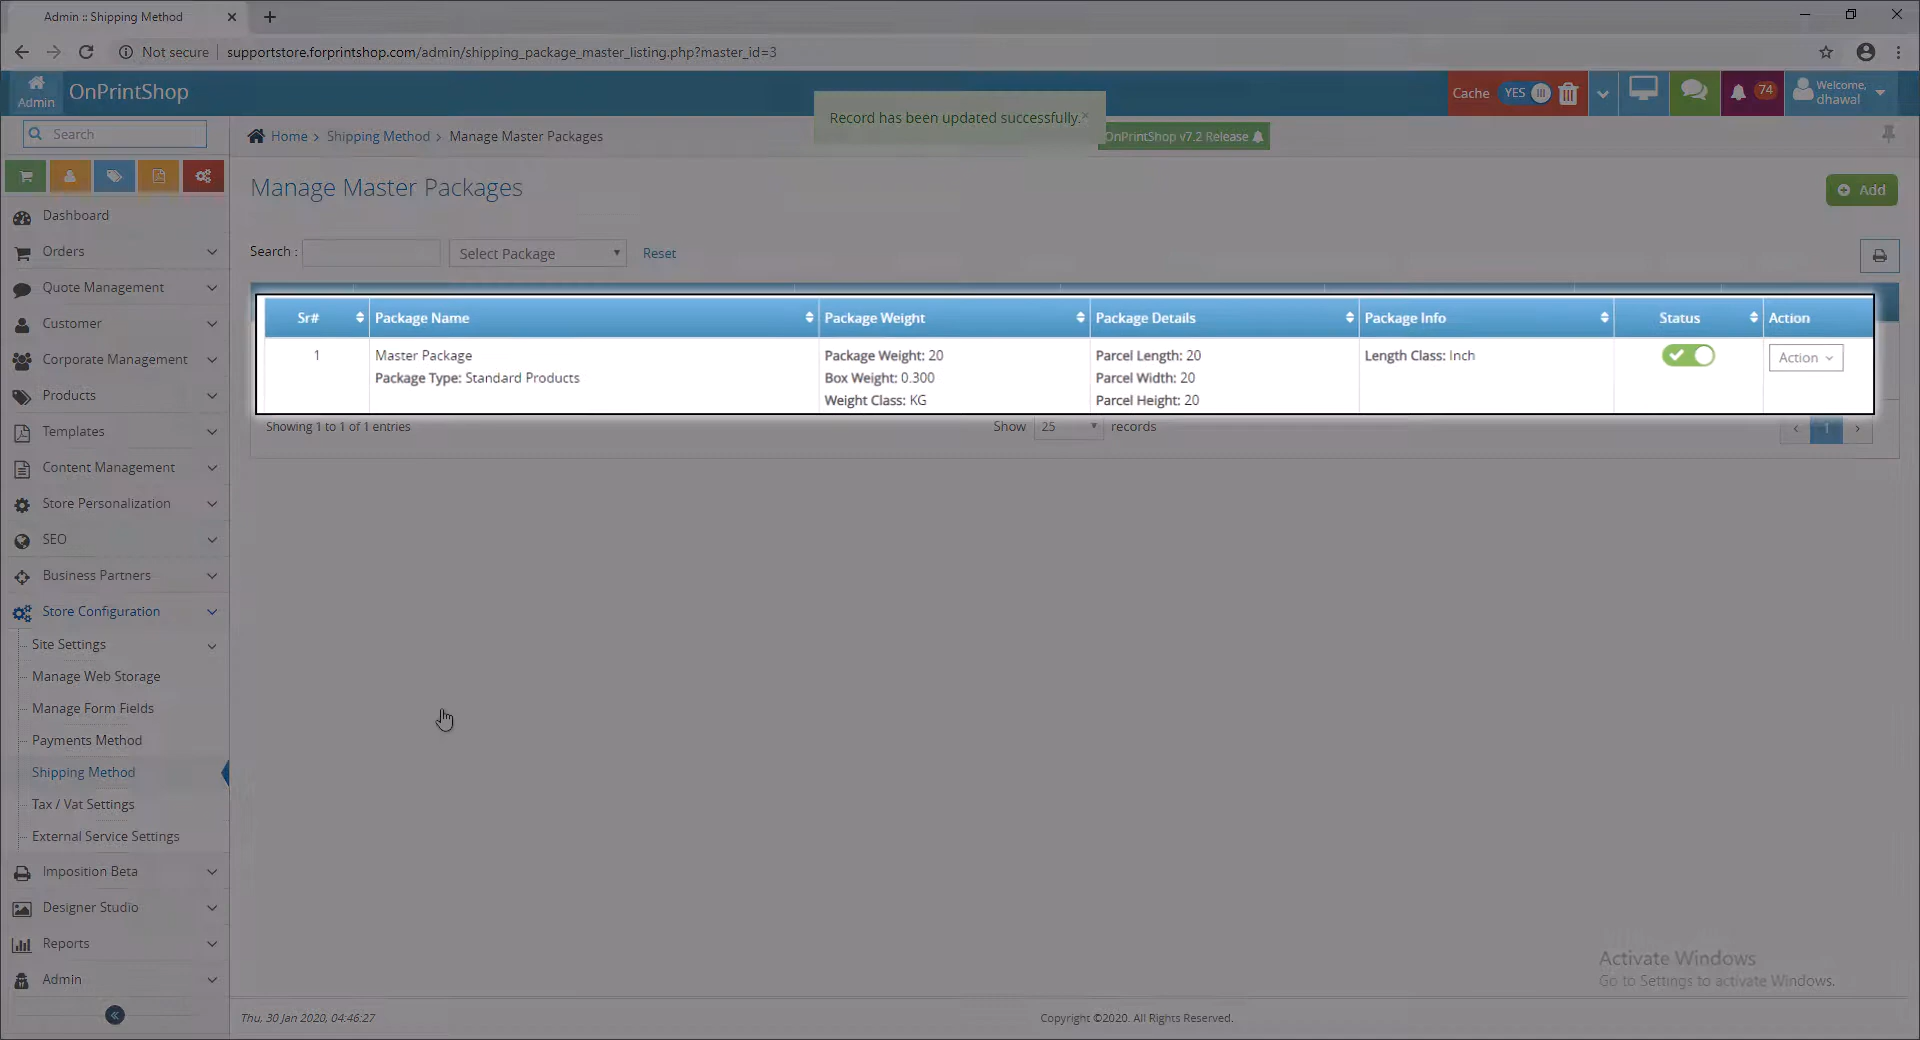 Admin :: Shipping Method
Not secure | supportstore.forprintshop.com/admin/shipping_package_master_listing.php?master_id=3
Admin
OnPrintShop
Cache YES
74
Welcome,
dhawal
Record has been updated successfully.
Search
Home > Shipping Method > Manage Master Packages
OnPrintShop v7.2 Release
Manage Master Packages
Add
Search :
Select Package
Reset
Sr# Package Name Package Weight Package Details Package Info Status Action
1 Master Package Package Weight: 20 Parcel Length: 20 Length Class: Inch Action
Package Type: Standard Products Box Weight: 0.300 Parcel Width: 20
Weight Class: KG Parcel Height: 20
Showing 1 to 1 of 1 entries Show 25 records 1
Dashboard
Orders
Quote Management
Customer
Corporate Management
Products
Templates
Content Management
Store Personalization
SEO
Business Partners
Store Configuration
Site Settings
Manage Web Storage
Manage Form Fields
Payments Method
Shipping Method
Tax / Vat Settings
External Service Settings
Imposition Beta
Designer Studio
Reports
Admin
Activate Windows
Go to Settings to activate Windows.
Thu, 30 Jan 2020, 04:46:27
Copyright ©2020. All Rights Reserved.